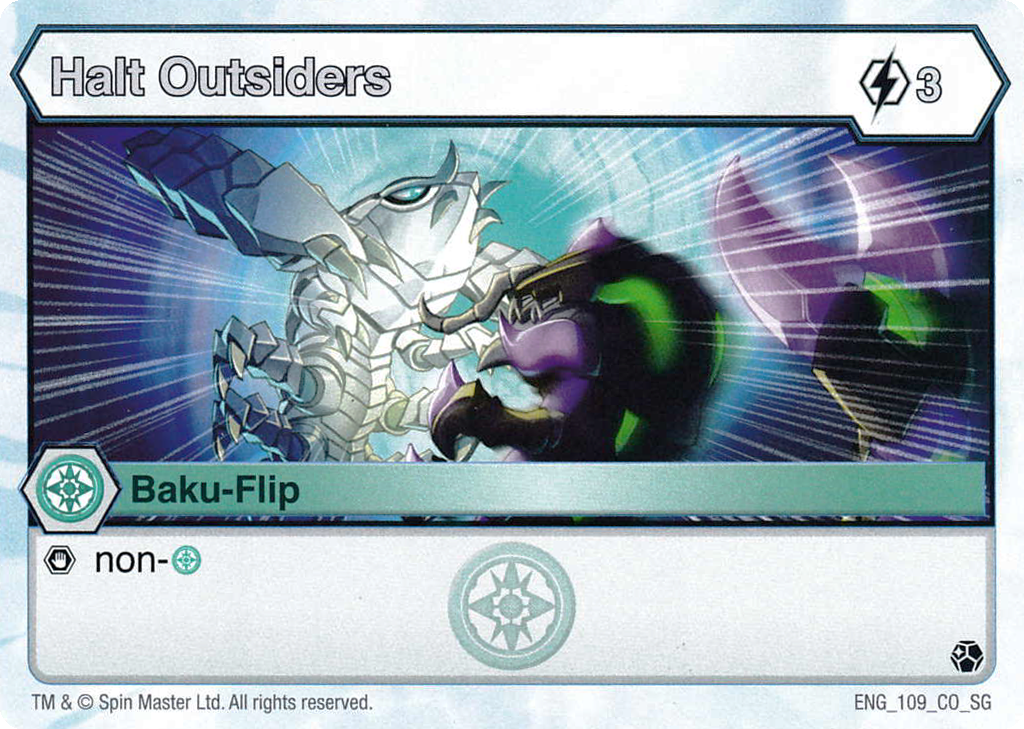 Halt Outsiders
3
Baku-Flip
non-
TM & © Spin Master Ltd. All rights reserved.
ENG_109_CO_SG